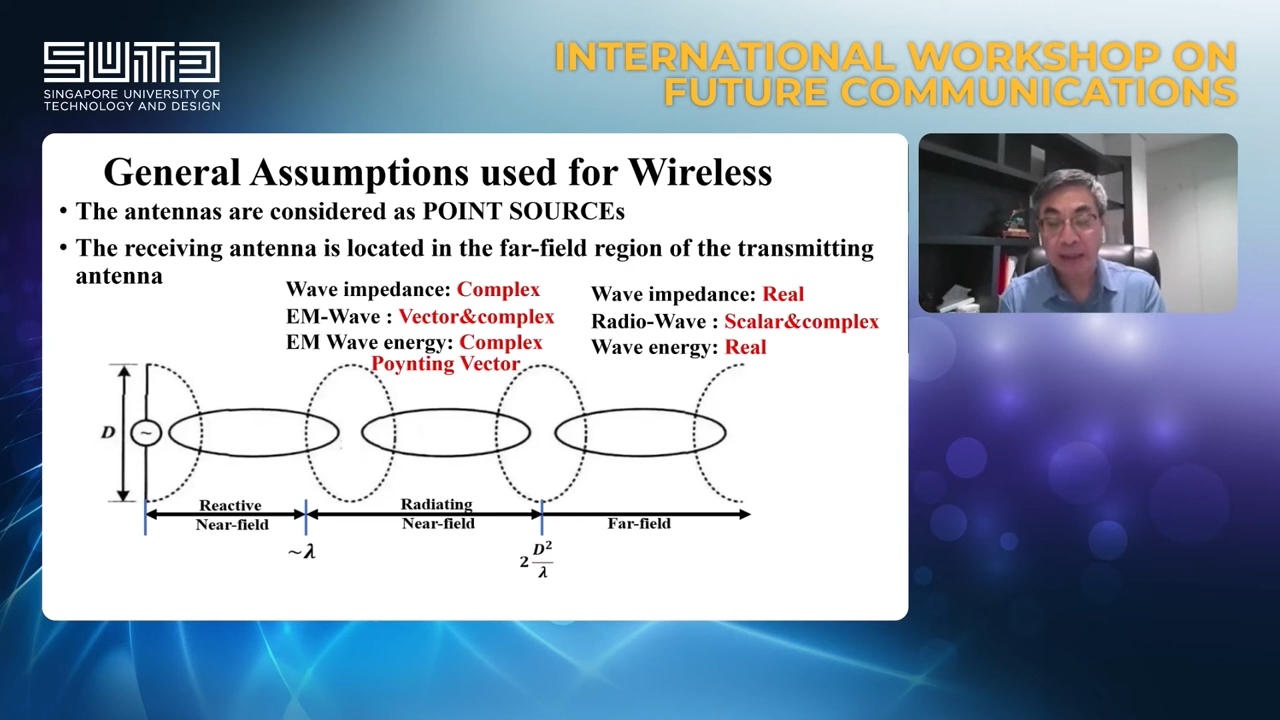 SUTD
SINGAPORE UNIVERSITY OF
TECHNOLOGY AND DESIGN
INTERNATIONAL WORKSHOP ON
FUTURE COMMUNICATIONS
General Assumptions used for Wireless
• The antennas are considered as POINT SOURCEs
• The receiving antenna is located in the far-field region of the transmitting
antenna
Wave impedance: Complex
EM-Wave : Vector&complex
EM Wave energy: Complex
Poynting Vector
Wave impedance: Real
Radio-Wave : Scalar&complex
Wave energy: Real
D
~
Reactive
Near-field
Radiating
Near-field
Far-field
~λ
2 D²/λ